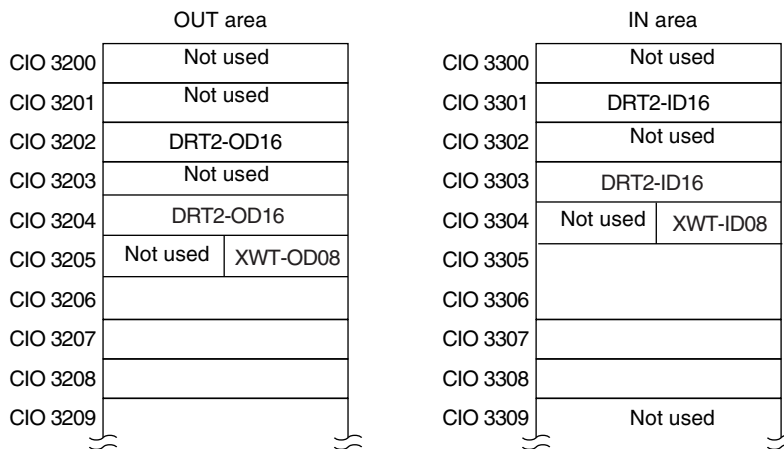 OUT area
CIO 3200 Not used
CIO 3201 Not used
CIO 3202 DRT2-OD16
CIO 3203 Not used
CIO 3204 DRT2-OD16
CIO 3205 Not used XWT-OD08
CIO 3206
CIO 3207
CIO 3208
CIO 3209
IN area
CIO 3300 Not used
CIO 3301 DRT2-ID16
CIO 3302 Not used
CIO 3303 DRT2-ID16
CIO 3304 Not used XWT-ID08
CIO 3305
CIO 3306
CIO 3307
CIO 3308
CIO 3309 Not used